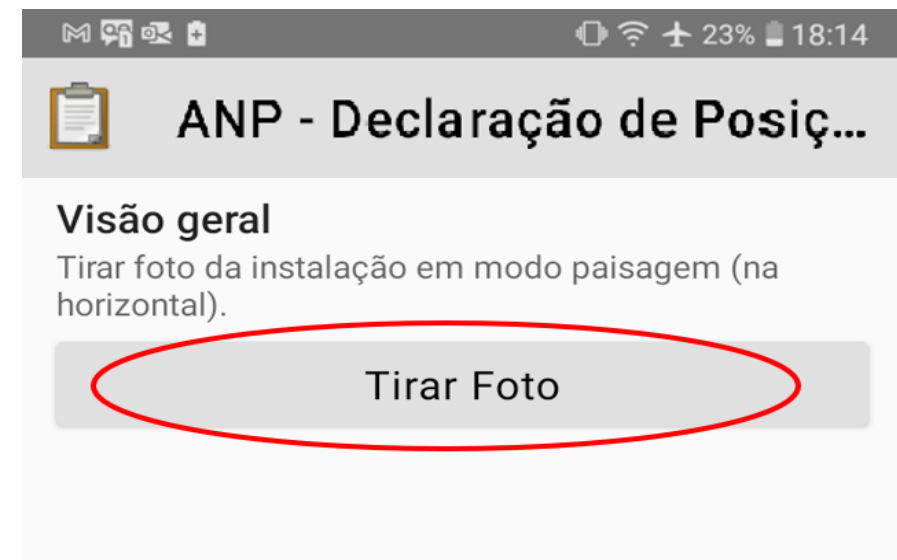 23% 18:14
ANP - Declaração de Posiç...
Visão geral
Tirar foto da instalação em modo paisagem (na
horizontal).
Tirar Foto